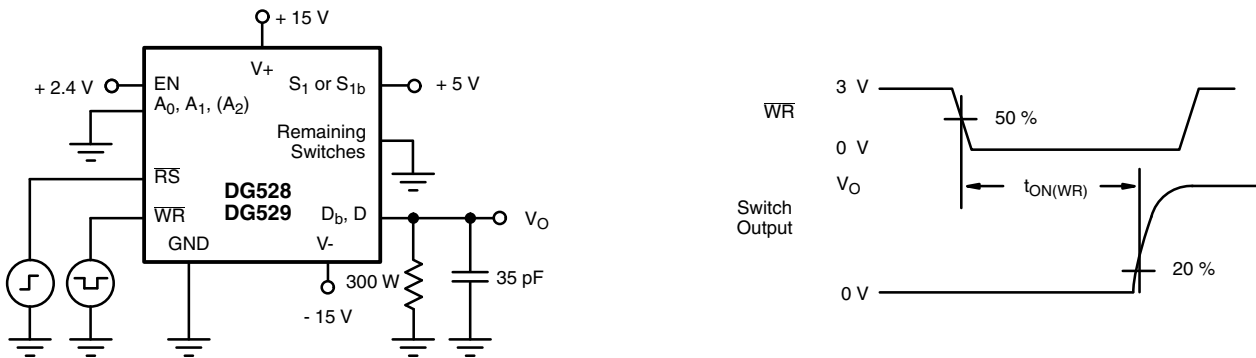 + 15 V
V+
+ 2.4 V
EN
S1 or S1b
+ 5 V
A0, A1, (A2)
Remaining
Switches
RS
DG528
DG529
WR
Db, D
VO
GND
V-
300 W
35 pF
- 15 V
3 V
WR
50 %
0 V
VO
tON(WR)
Switch
Output
20 %
0 V